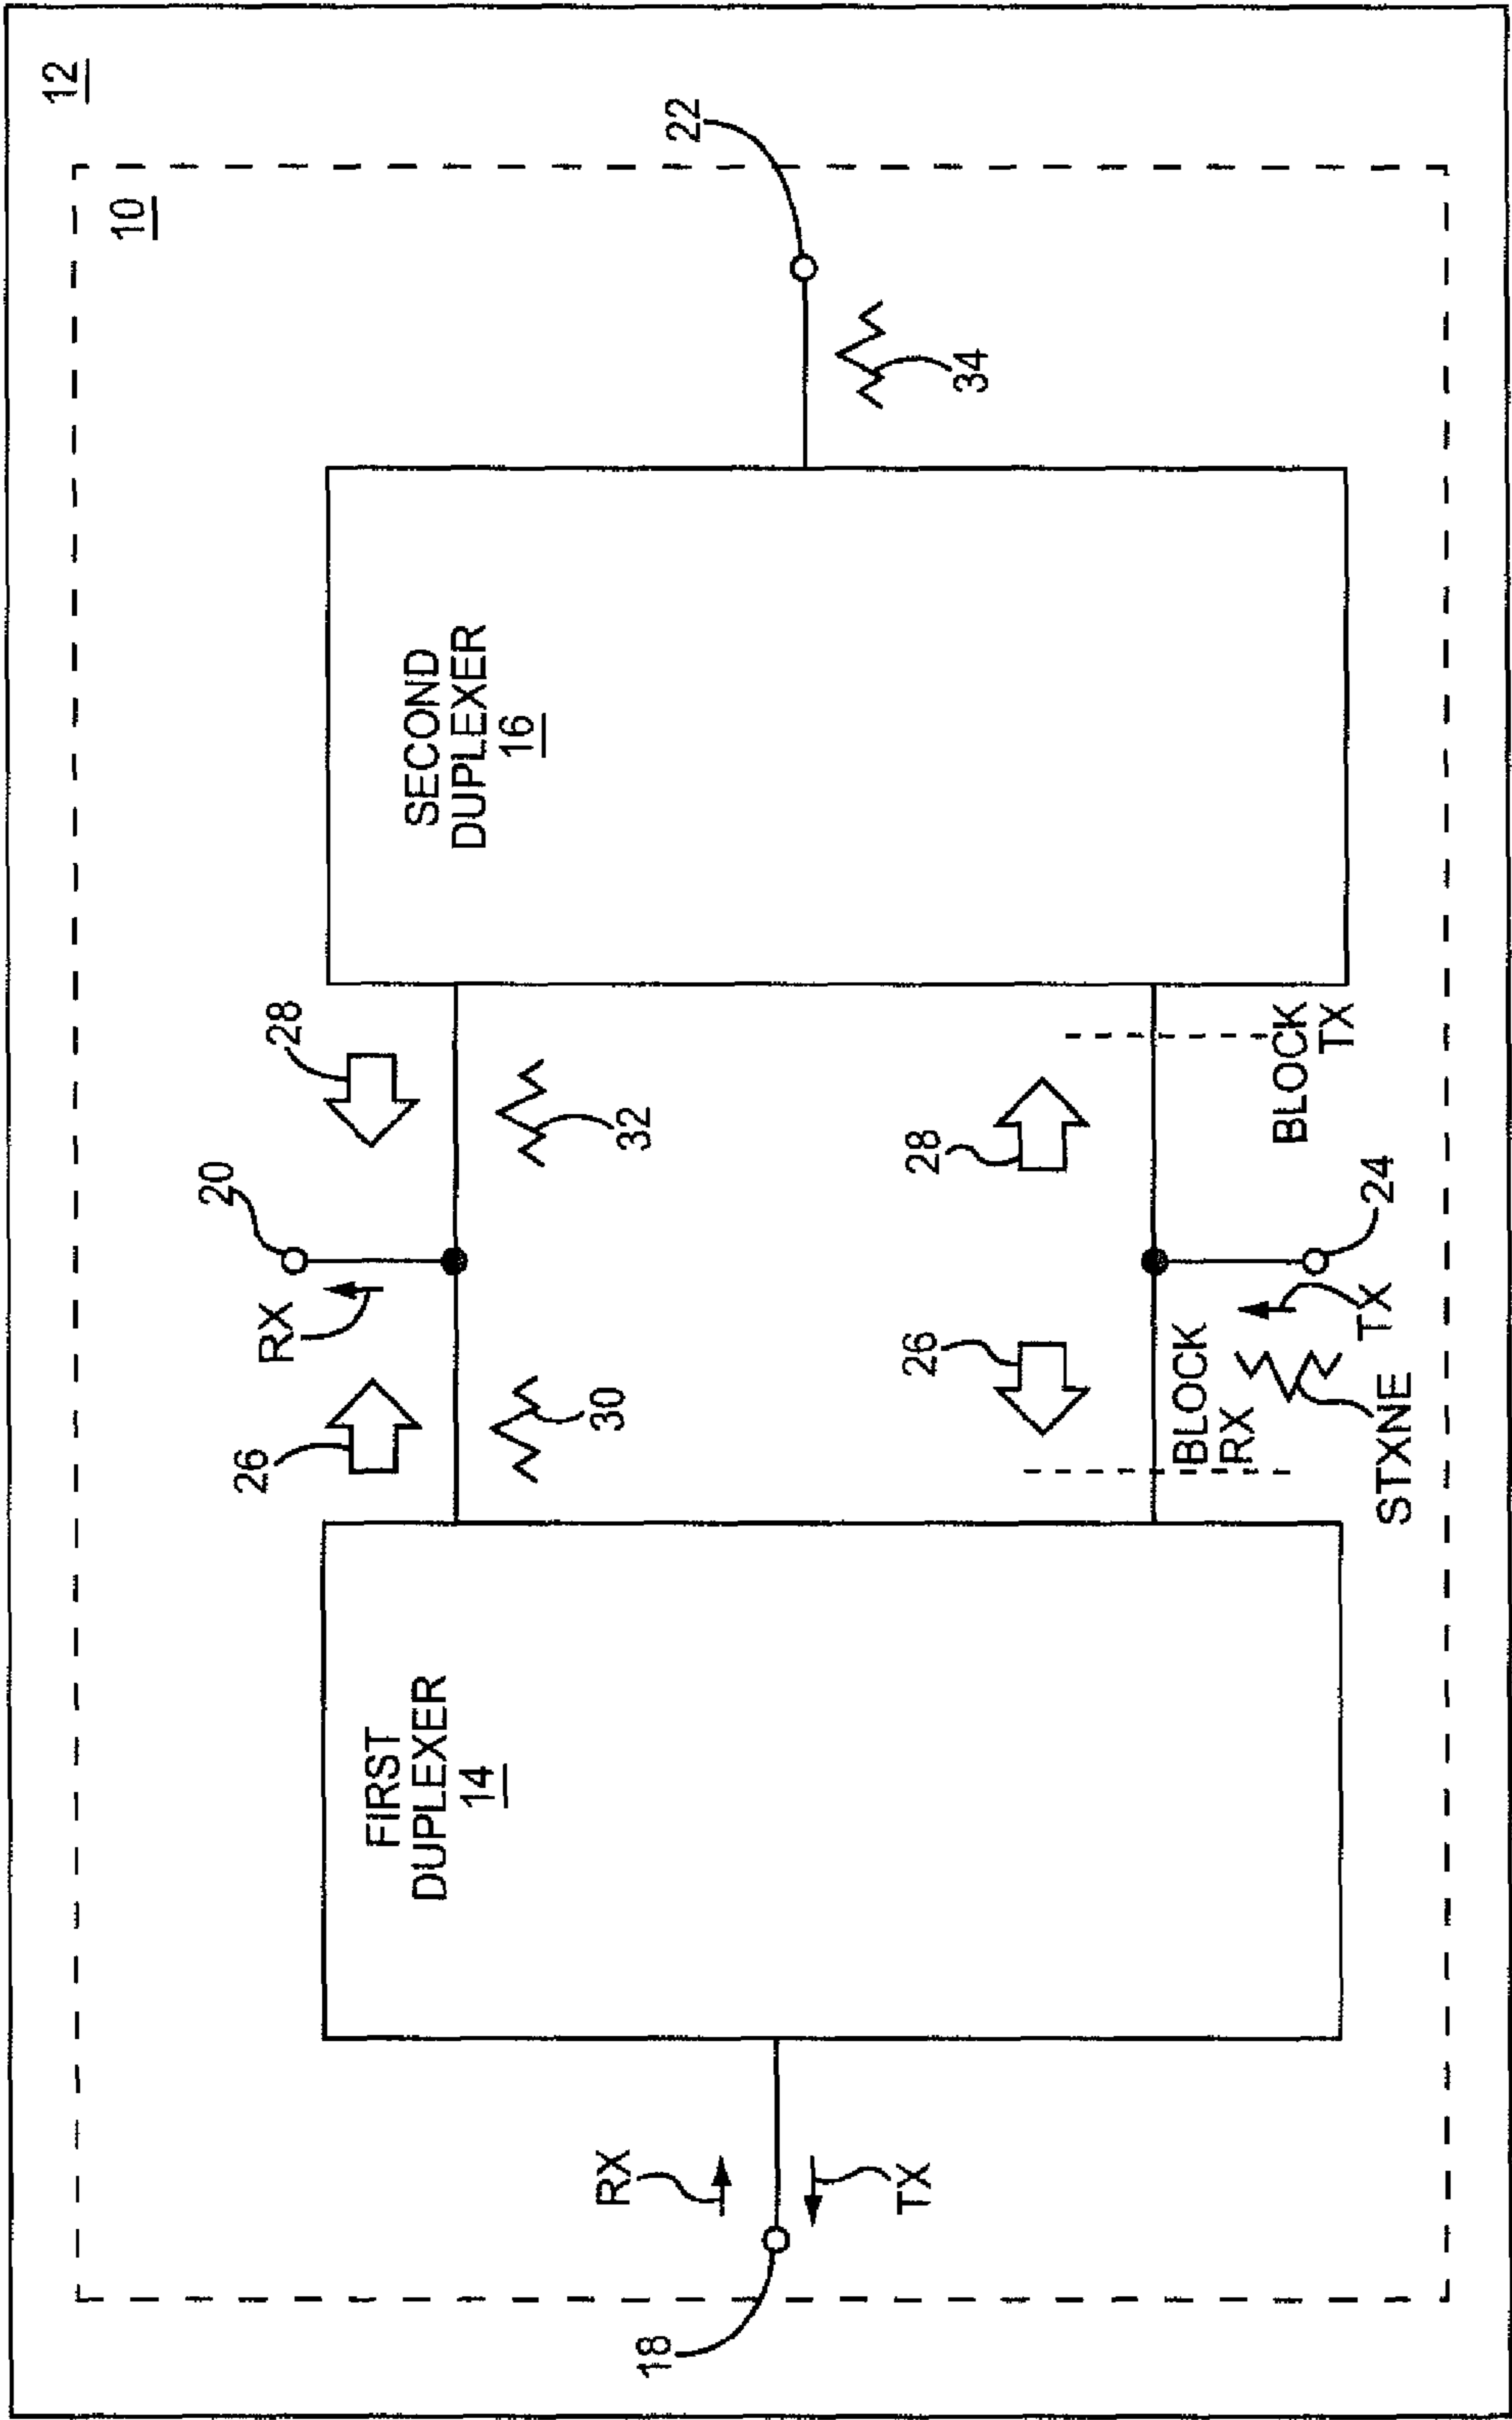 12
10
20
28
22
RX
26
FIRST
DUPLEXER
14
SECOND
DUPLEXER
16
30
32
RX
18
TX
34
26
28
BLOCK
RX
BLOCK
TX
TX
24
STXNE